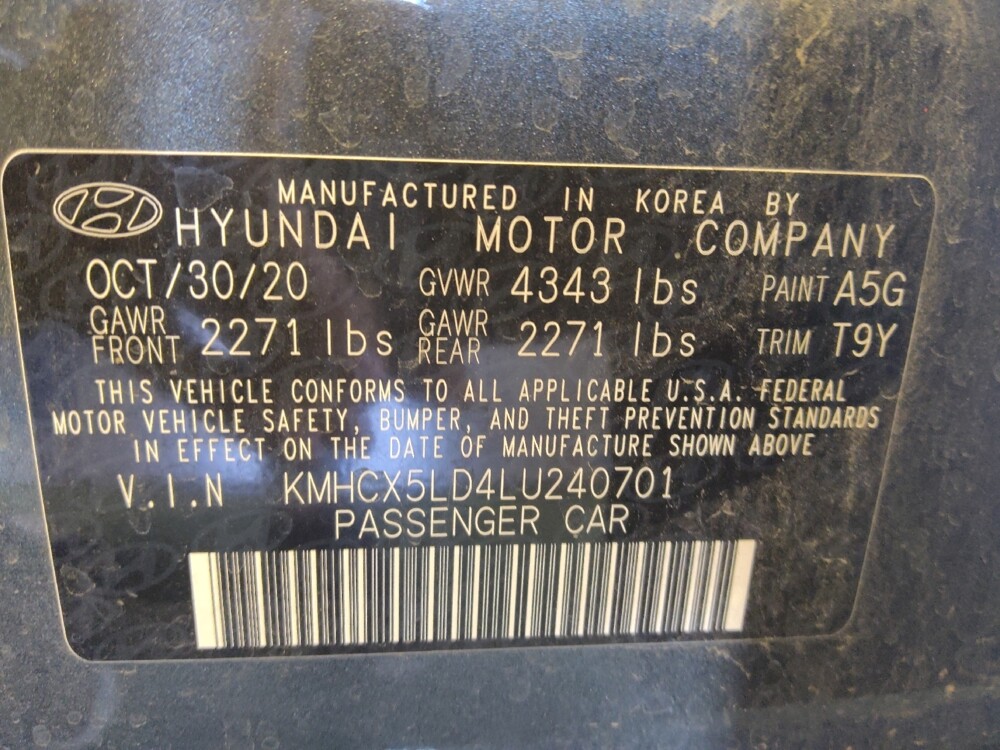 MANUFACTURED IN KOREA BY
HYUNDAI MOTOR COMPANY
OCT/30/20 GVWR 4343 lbs PAINT A5G
GAWR FRONT 2271 lbs GAWR REAR 2271 lbs TRIM T9Y
THIS VEHICLE CONFORMS TO ALL APPLICABLE U.S.A. FEDERAL
MOTOR VEHICLE SAFETY, BUMPER, AND THEFT PREVENTION STANDARDS
IN EFFECT ON THE DATE OF MANUFACTURE SHOWN ABOVE
V.I.N KMHCX5LD4LU240701
PASSENGER CAR